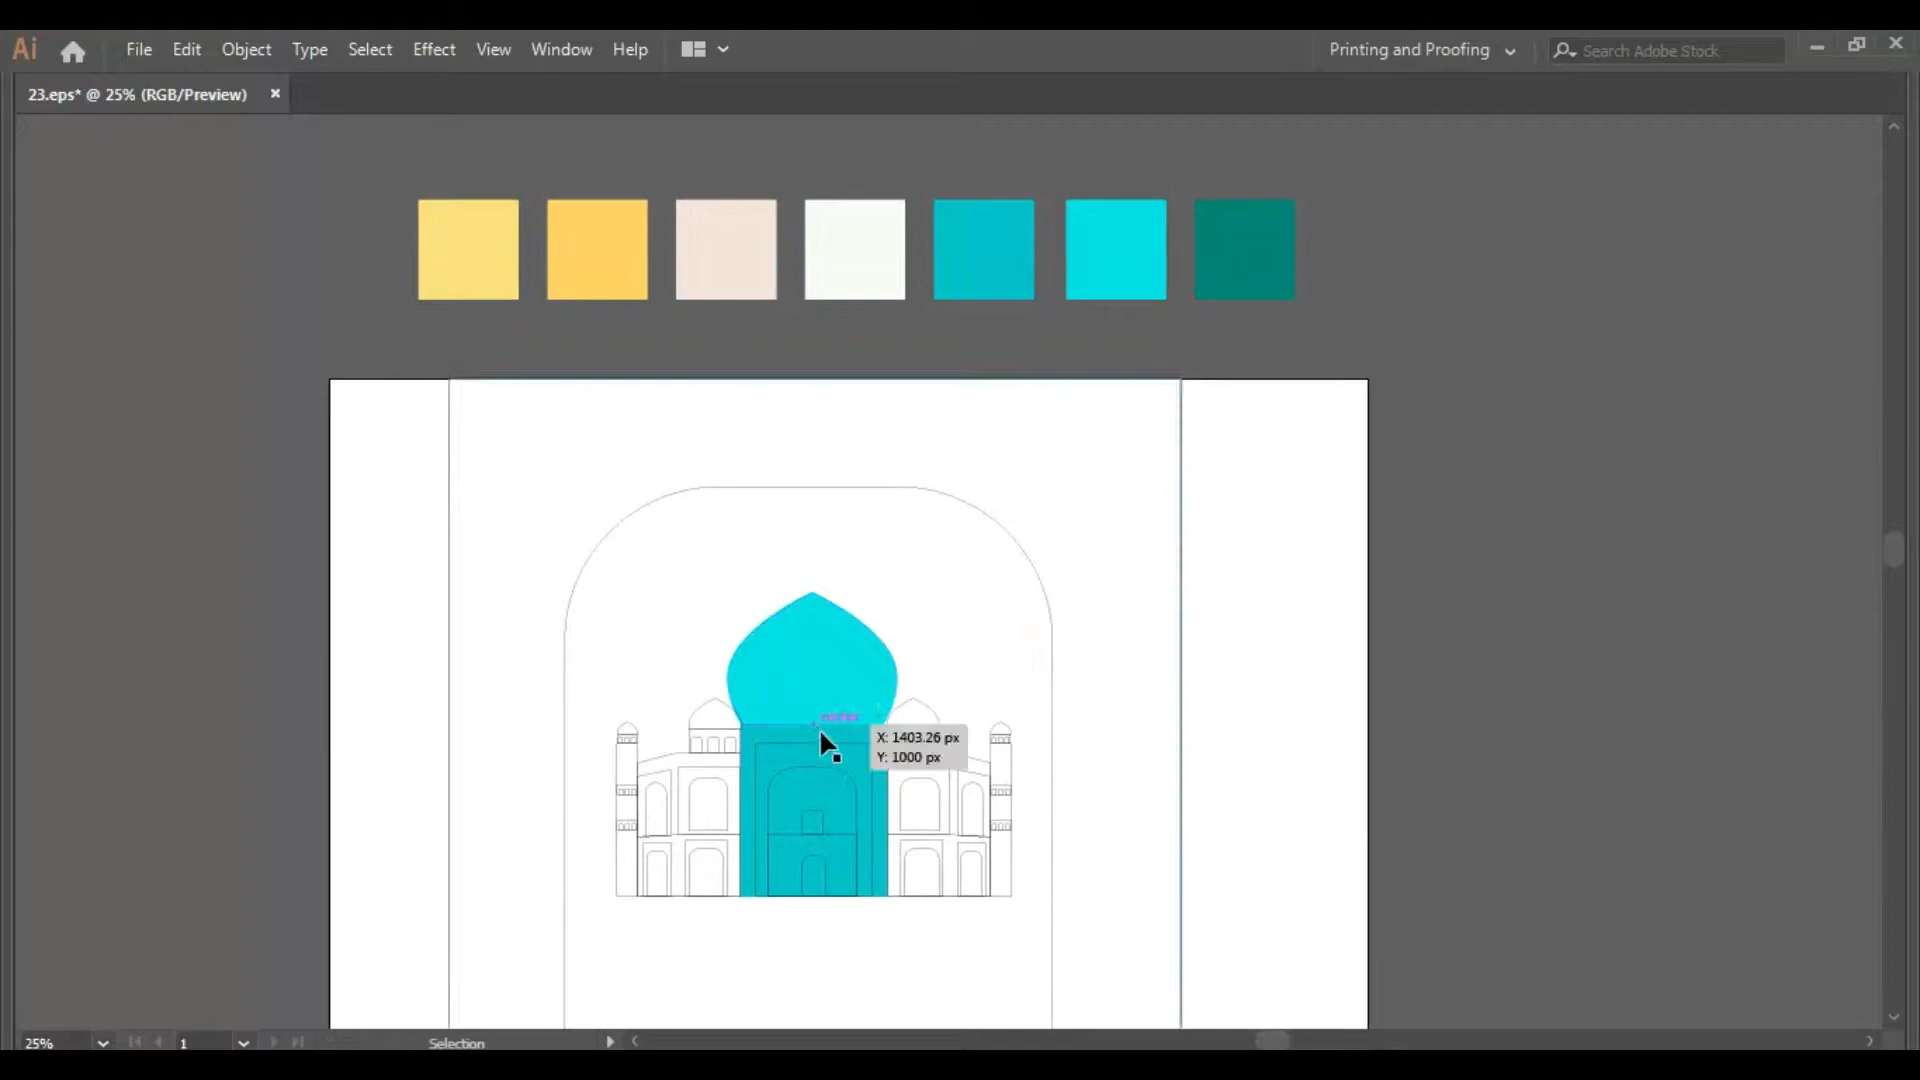 Ai File Edit Object Type Select Effect View Window Help Printing and Proofing Search Adobe Stock
23.eps* @ 25% (RGB/Preview)
X: 1403.26 px
Y: 1000 px
25% 1 Selection